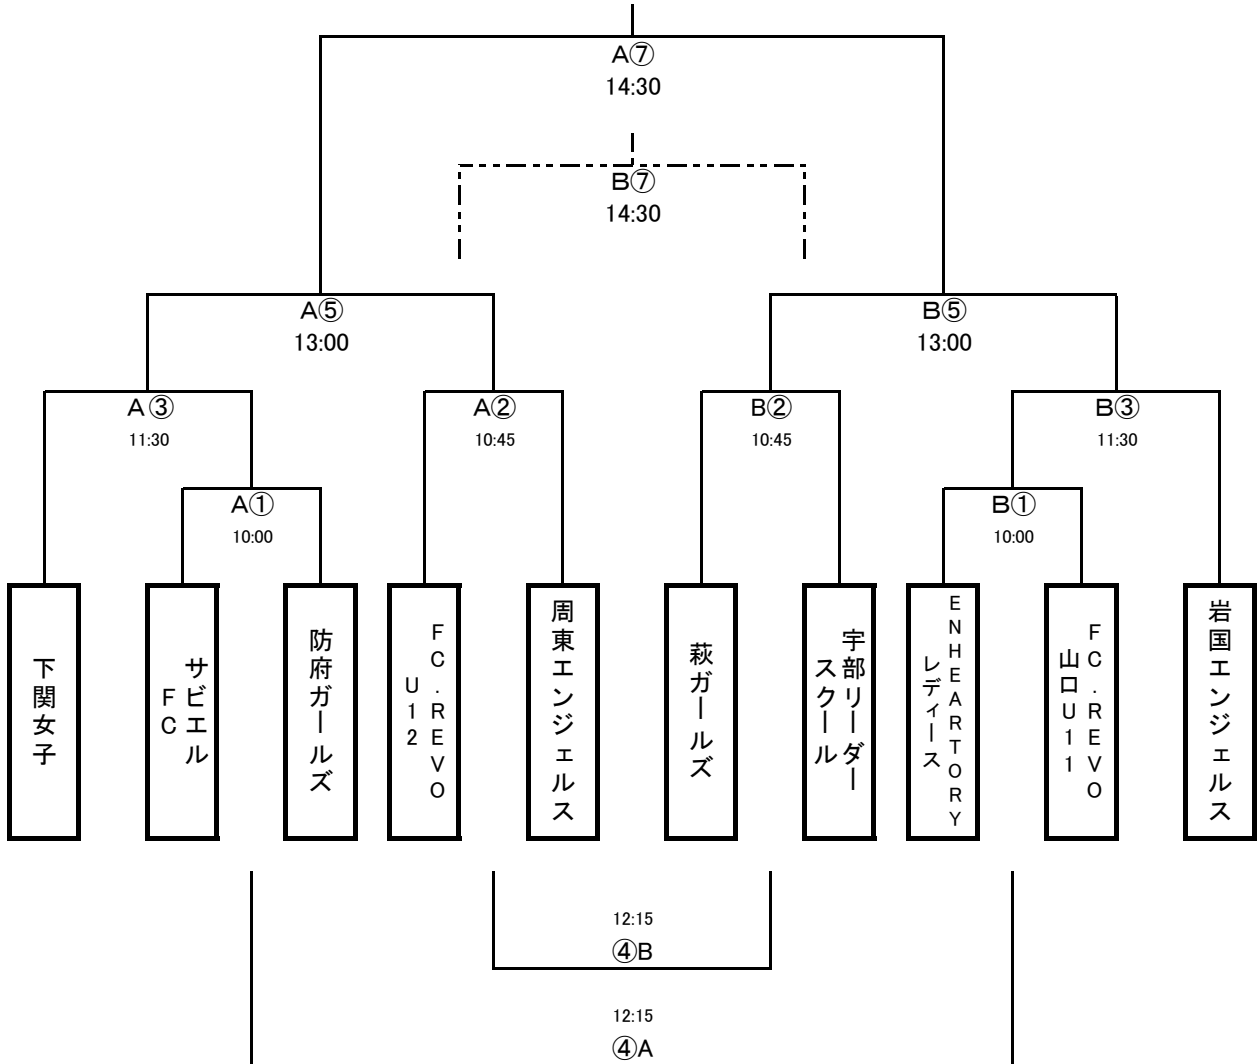 A⑦
14:30
B⑦
14:30
A⑤
13:00
B⑤
13:00
A③
11:30
A②
10:45
B②
10:45
B③
11:30
A①
10:00
B①
10:00
下関女子
サビエル
FC
防府ガールズ
FC.REVO
U12
周東エンジェルス
萩ガールズ
宇部リーダー
スクール
ENHEARTORY
レディース
FC.REVO
山口U11
岩国エンジェルス
12:15
④B
12:15
④A